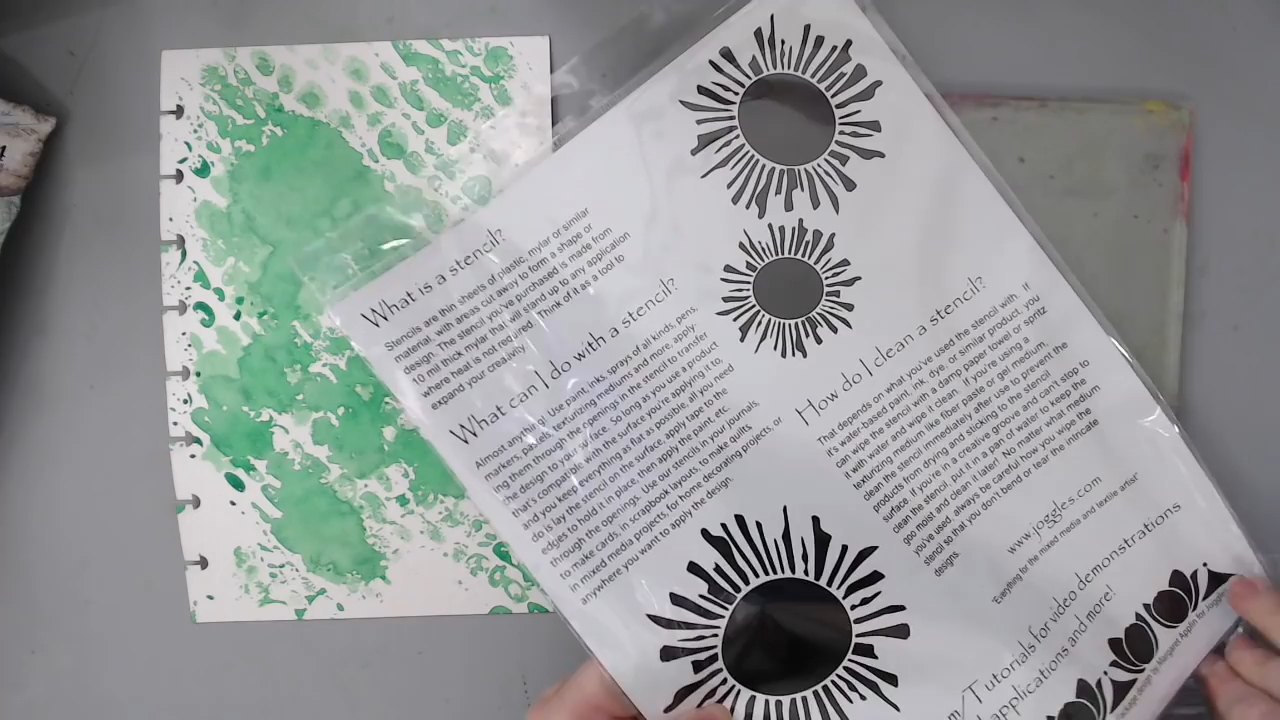 What is a stencil?
Stencils are thin sheets of plastic, mylar or similar
material, with areas cut away to form a shape or
design. The stencil you've purchased is made from
10 mil thick mylar that will stand up to any application
where heat is not required. Think of it as a tool to
expand your creativity.
What can I do with a stencil?
Almost anything! Use paint, inks, sprays of all kinds, pens,
markers, pastels, texturizing mediums and more, apply-
ing them through the openings in the stencil to transfer
the design to your surface. So long as you use a product
that's compatible with the surface you're applying it to,
and you keep everything as flat as possible, all you need
do is lay the stencil on the surface, apply tape to the
edges to hold it in place, then apply the paint, etc.
through the openings. Use our stencils in your journals,
to make cards, in scrapbook layouts, to make quilts,
in mixed media projects, for home decorating projects, or
anywhere you want to apply the design.
How do I clean a stencil?
That depends on what you've used the stencil with. If
it's water-based paint, ink, dye, or similar product, you
can wipe the stencil with a damp paper towel or spritz
it with water and wipe it clean. If you're using a
texturizing medium like fiber paste or gel medium,
clean the stencil immediately after use to prevent the
products from drying and sticking to the stencil
surface. If you're in a creative groove and can't stop to
clean the stencil, put it in a pan of water to keep the
goo moist and clean it later. No matter what medium
you've used, always be careful how you wipe the
stencil so that you don't bend or tear the intricate
designs.
www.joggles.com
"Everything for the mixed media and textile artist"
m/Tutorials for video demonstrations
applications and more!
ackage design by Margaret Applin for Joggles